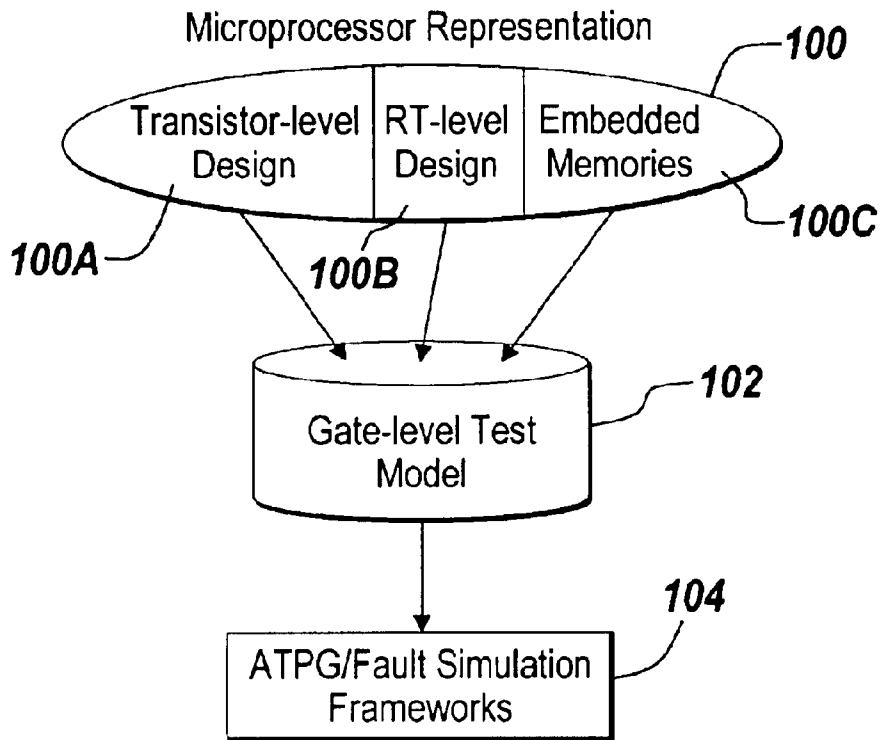 Microprocessor Representation
100
Transistor-level
Design
RT-level
Design
Embedded
Memories
100A
100B
100C
Gate-level Test
Model
102
ATPG/Fault Simulation
Frameworks
104